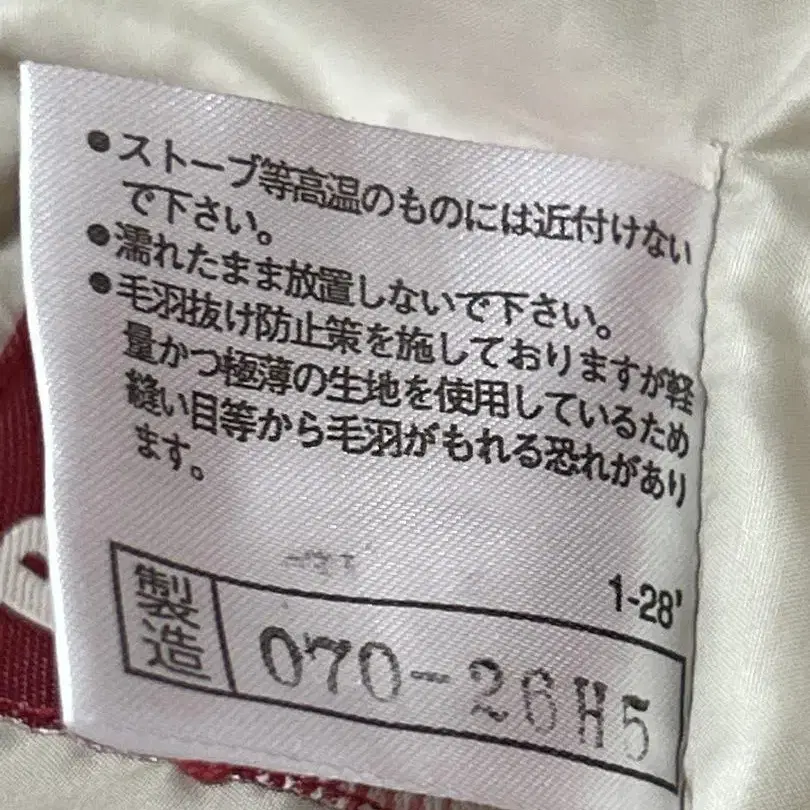 ●ストーブ等高温のものには近付けない
で下さい。
●濡れたまま放置しないで下さい。
●毛羽抜け防止策を施しておりますが軽
量かつ極薄の生地を使用しているため
縫い目等から毛羽がもれる恐れがあり
ます。
1-28'
製造 070-26H5